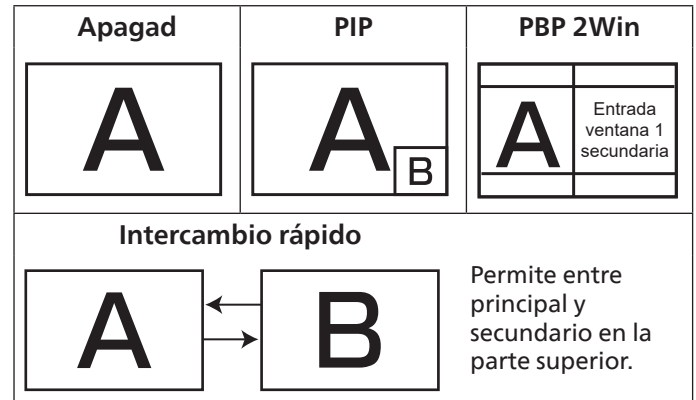 Apagad
PIP
PBP 2Win
A
A
B
A
Entrada
ventana 1
secundaria
Intercambio rápido
A
B
Permite entre
principal y
secundario en la
parte superior.